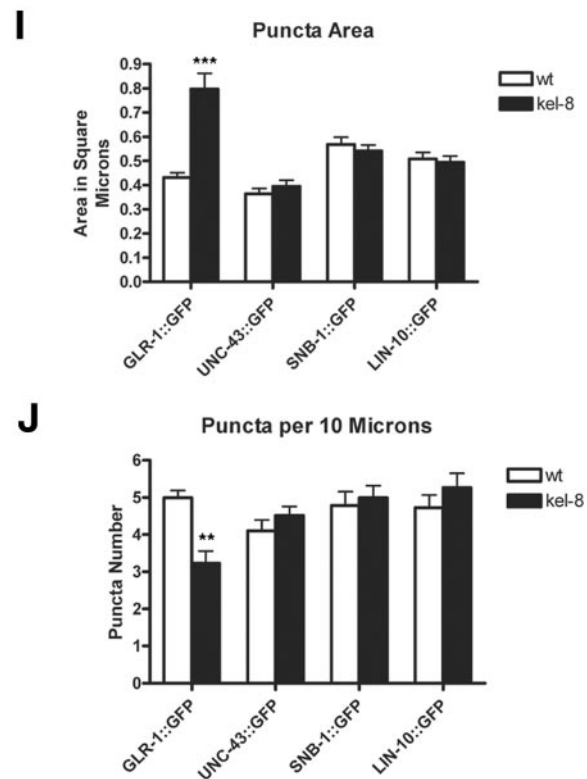 I
Puncta Area
wt
kel-8
Area in Square
Microns
0.9
0.8
0.7
0.6
0.5
0.4
0.3
0.2
0.1
0.0
***
GLR-1::GFP
UNC-43::GFP
SNB-1::GFP
LIN-10::GFP
J
Puncta per 10 Microns
wt
kel-8
Puncta Number
6
5
4
3
2
1
0
**
GLR-1::GFP
UNC-43::GFP
SNB-1::GFP
LIN-10::GFP